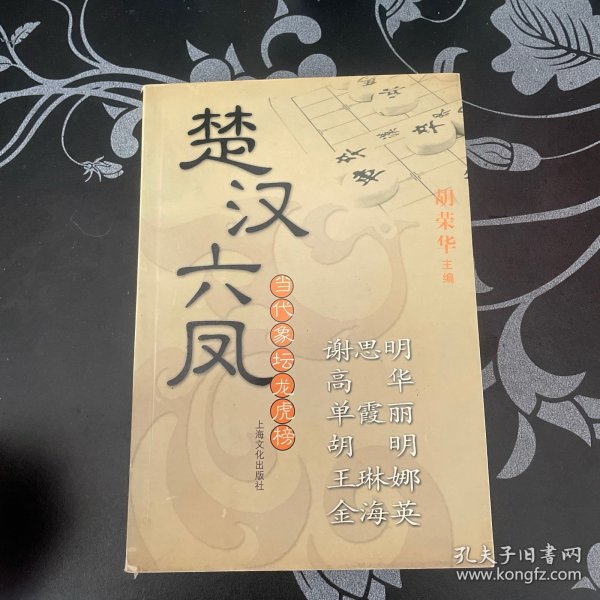 楚汉六凤
当代象坛龙虎榜
胡荣华
主编
谢思明
高华
单霞丽
胡明
王琳娜
金海英
上海文化出版社
孔夫子旧书网
www.kongfz.com